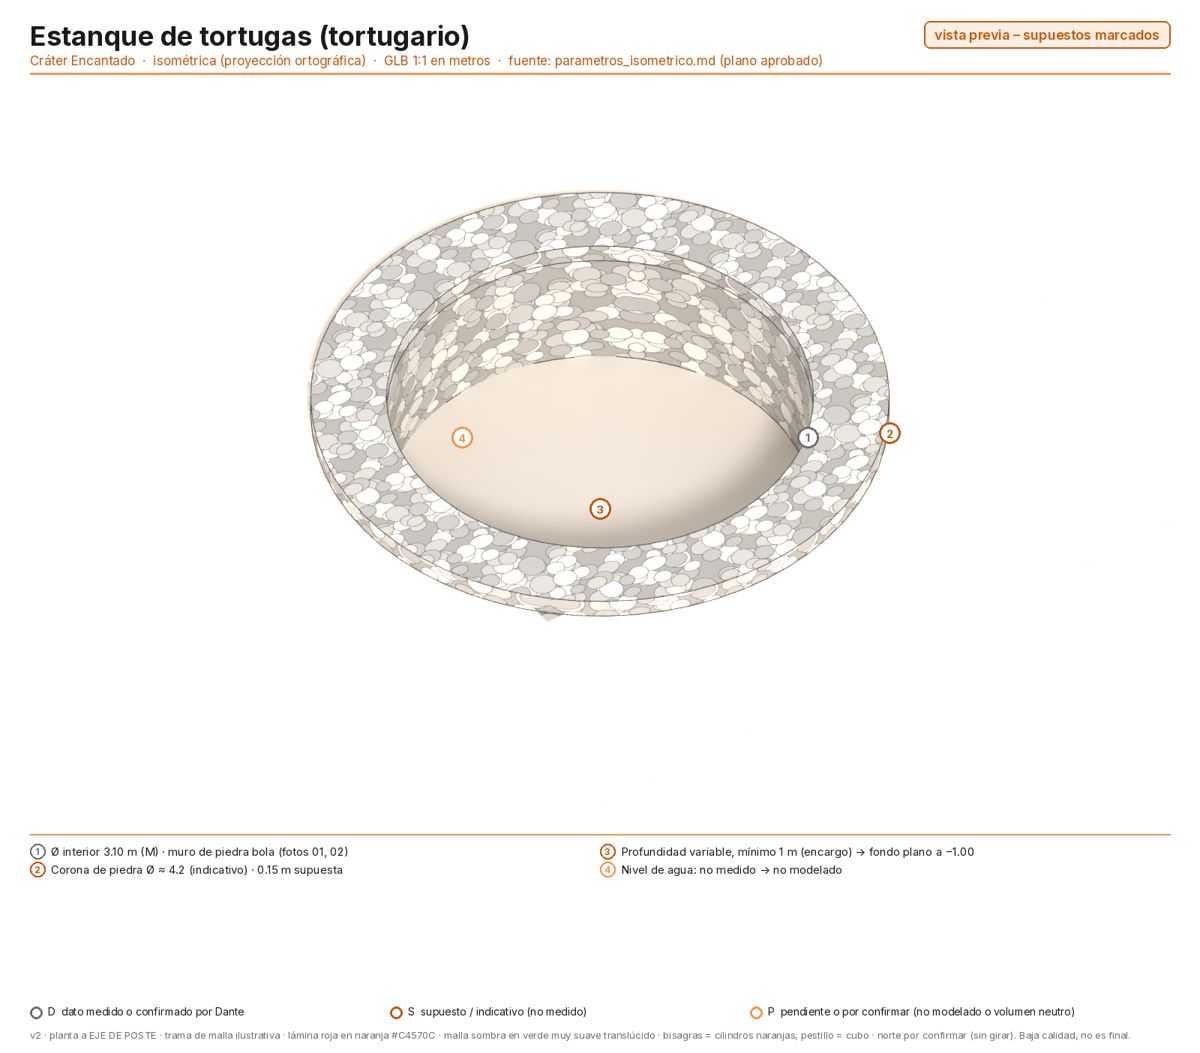 Estanque de tortugas (tortugario)
vista previa – supuestos marcados
Cráter Encantado · isométrica (proyección ortográfica) · GLB 1:1 en metros · fuente: parametros_isometrico.md (plano aprobado)
4
1
2
3
1 Ø interior 3.10 m (M) · muro de piedra bola (fotos 01, 02)
3 Profundidad variable, mínimo 1 m (encargo) → fondo plano a −1.00
2 Corona de piedra Ø ≈ 4.2 (indicativo) · 0.15 m supuesta
4 Nivel de agua: no medido → no modelado
D dato medido o confirmado por Dante
S supuesto / indicativo (no medido)
P pendiente o por confirmar (no modelado o volumen neutro)
v2 · planta a EJE DE POSTE · trama de malla ilustrativa · lámina roja en naranja #C4570C · malla sombra en verde muy suave translúcido · bisagras = cilindros naranjas, pestillo = cubo · norte por confirmar (sin girar). Baja calidad, no es final.